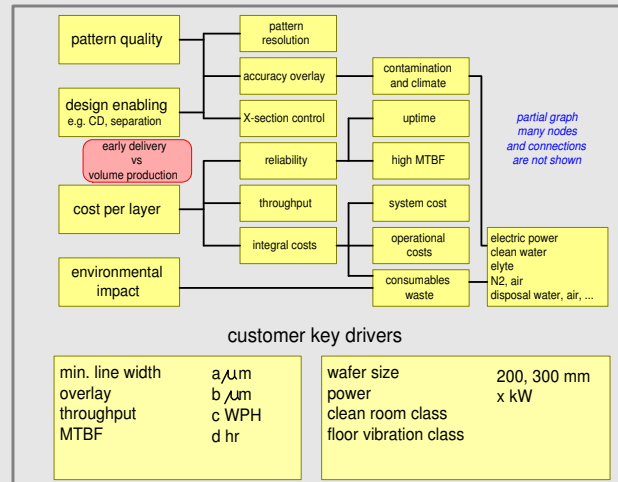 pattern quality
pattern
resolution
accuracy overlay
contamination
and climate
design enabling
e.g. CD, separation
X-section control
uptime
partial graph
many nodes
and connections
are not shown
early delivery
vs
volume production
reliability
high MTBF
cost per layer
throughput
system cost
integral costs
operational
costs
environmental
impact
consumables
waste
electric power
clean water
elyte
N2, air
disposal water, air, ...
customer key drivers
min. line width a μm
overlay b μm
throughput c WPH
MTBF d hr
wafer size 200, 300 mm
power x kW
clean room class
floor vibration class